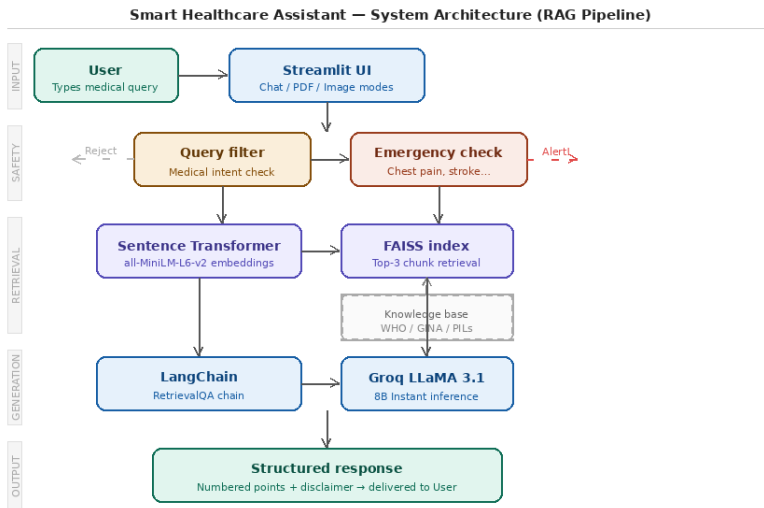 Smart Healthcare Assistant — System Architecture (RAG Pipeline)
INPUT
User
Types medical query
Streamlit UI
Chat / PDF / Image modes
SAFETY
Reject
Query filter
Medical intent check
Emergency check
Chest pain, stroke...
Alert!
RETRIEVAL
Sentence Transformer
all-MiniLM-L6-v2 embeddings
FAISS index
Top-3 chunk retrieval
Knowledge base
WHO / GINA / PILs
GENERATION
LangChain
RetrievalQA chain
Groq LLaMA 3.1
8B Instant inference
OUTPUT
Structured response
Numbered points + disclaimer → delivered to User